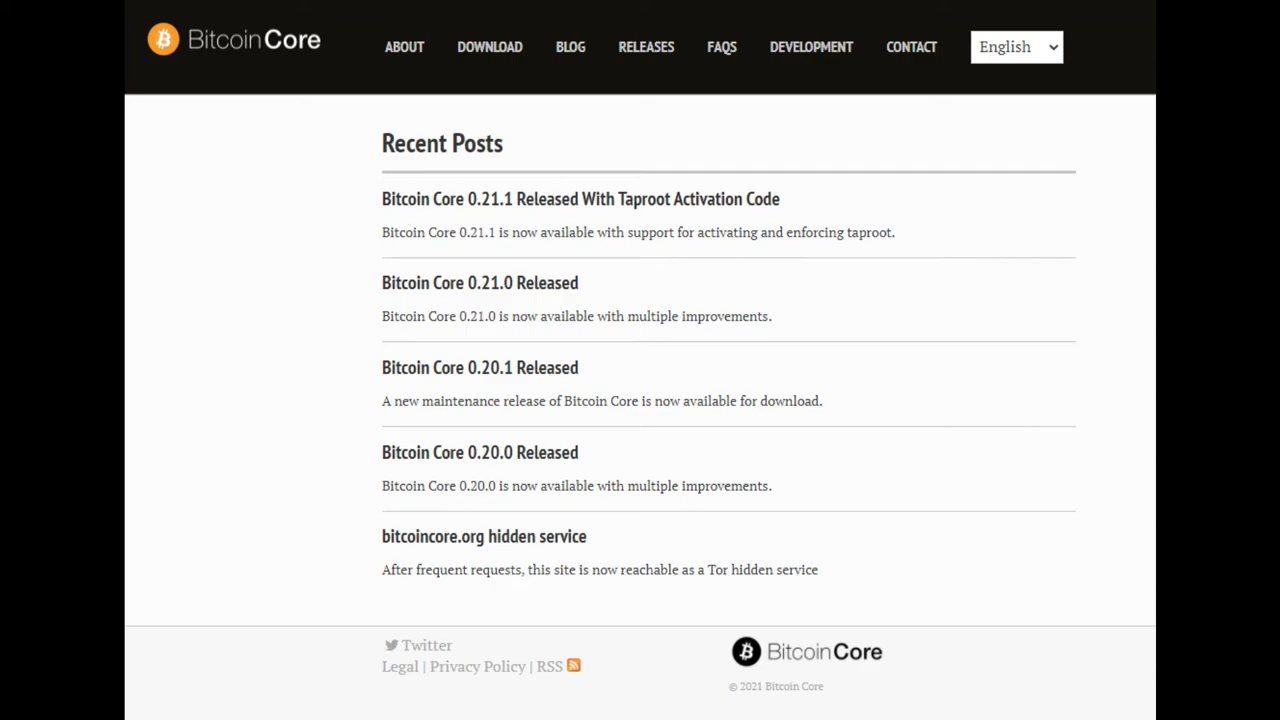 BitcoinCore
ABOUT DOWNLOAD BLOG RELEASES FAQS DEVELOPMENT CONTACT English
Recent Posts
Bitcoin Core 0.21.1 Released With Taproot Activation Code
Bitcoin Core 0.21.1 is now available with support for activating and enforcing taproot.
Bitcoin Core 0.21.0 Released
Bitcoin Core 0.21.0 is now available with multiple improvements.
Bitcoin Core 0.20.1 Released
A new maintenance release of Bitcoin Core is now available for download.
Bitcoin Core 0.20.0 Released
Bitcoin Core 0.20.0 is now available with multiple improvements.
bitcoincore.org hidden service
After frequent requests, this site is now reachable as a Tor hidden service
Twitter
Legal | Privacy Policy | RSS
BitcoinCore
© 2021 Bitcoin Core